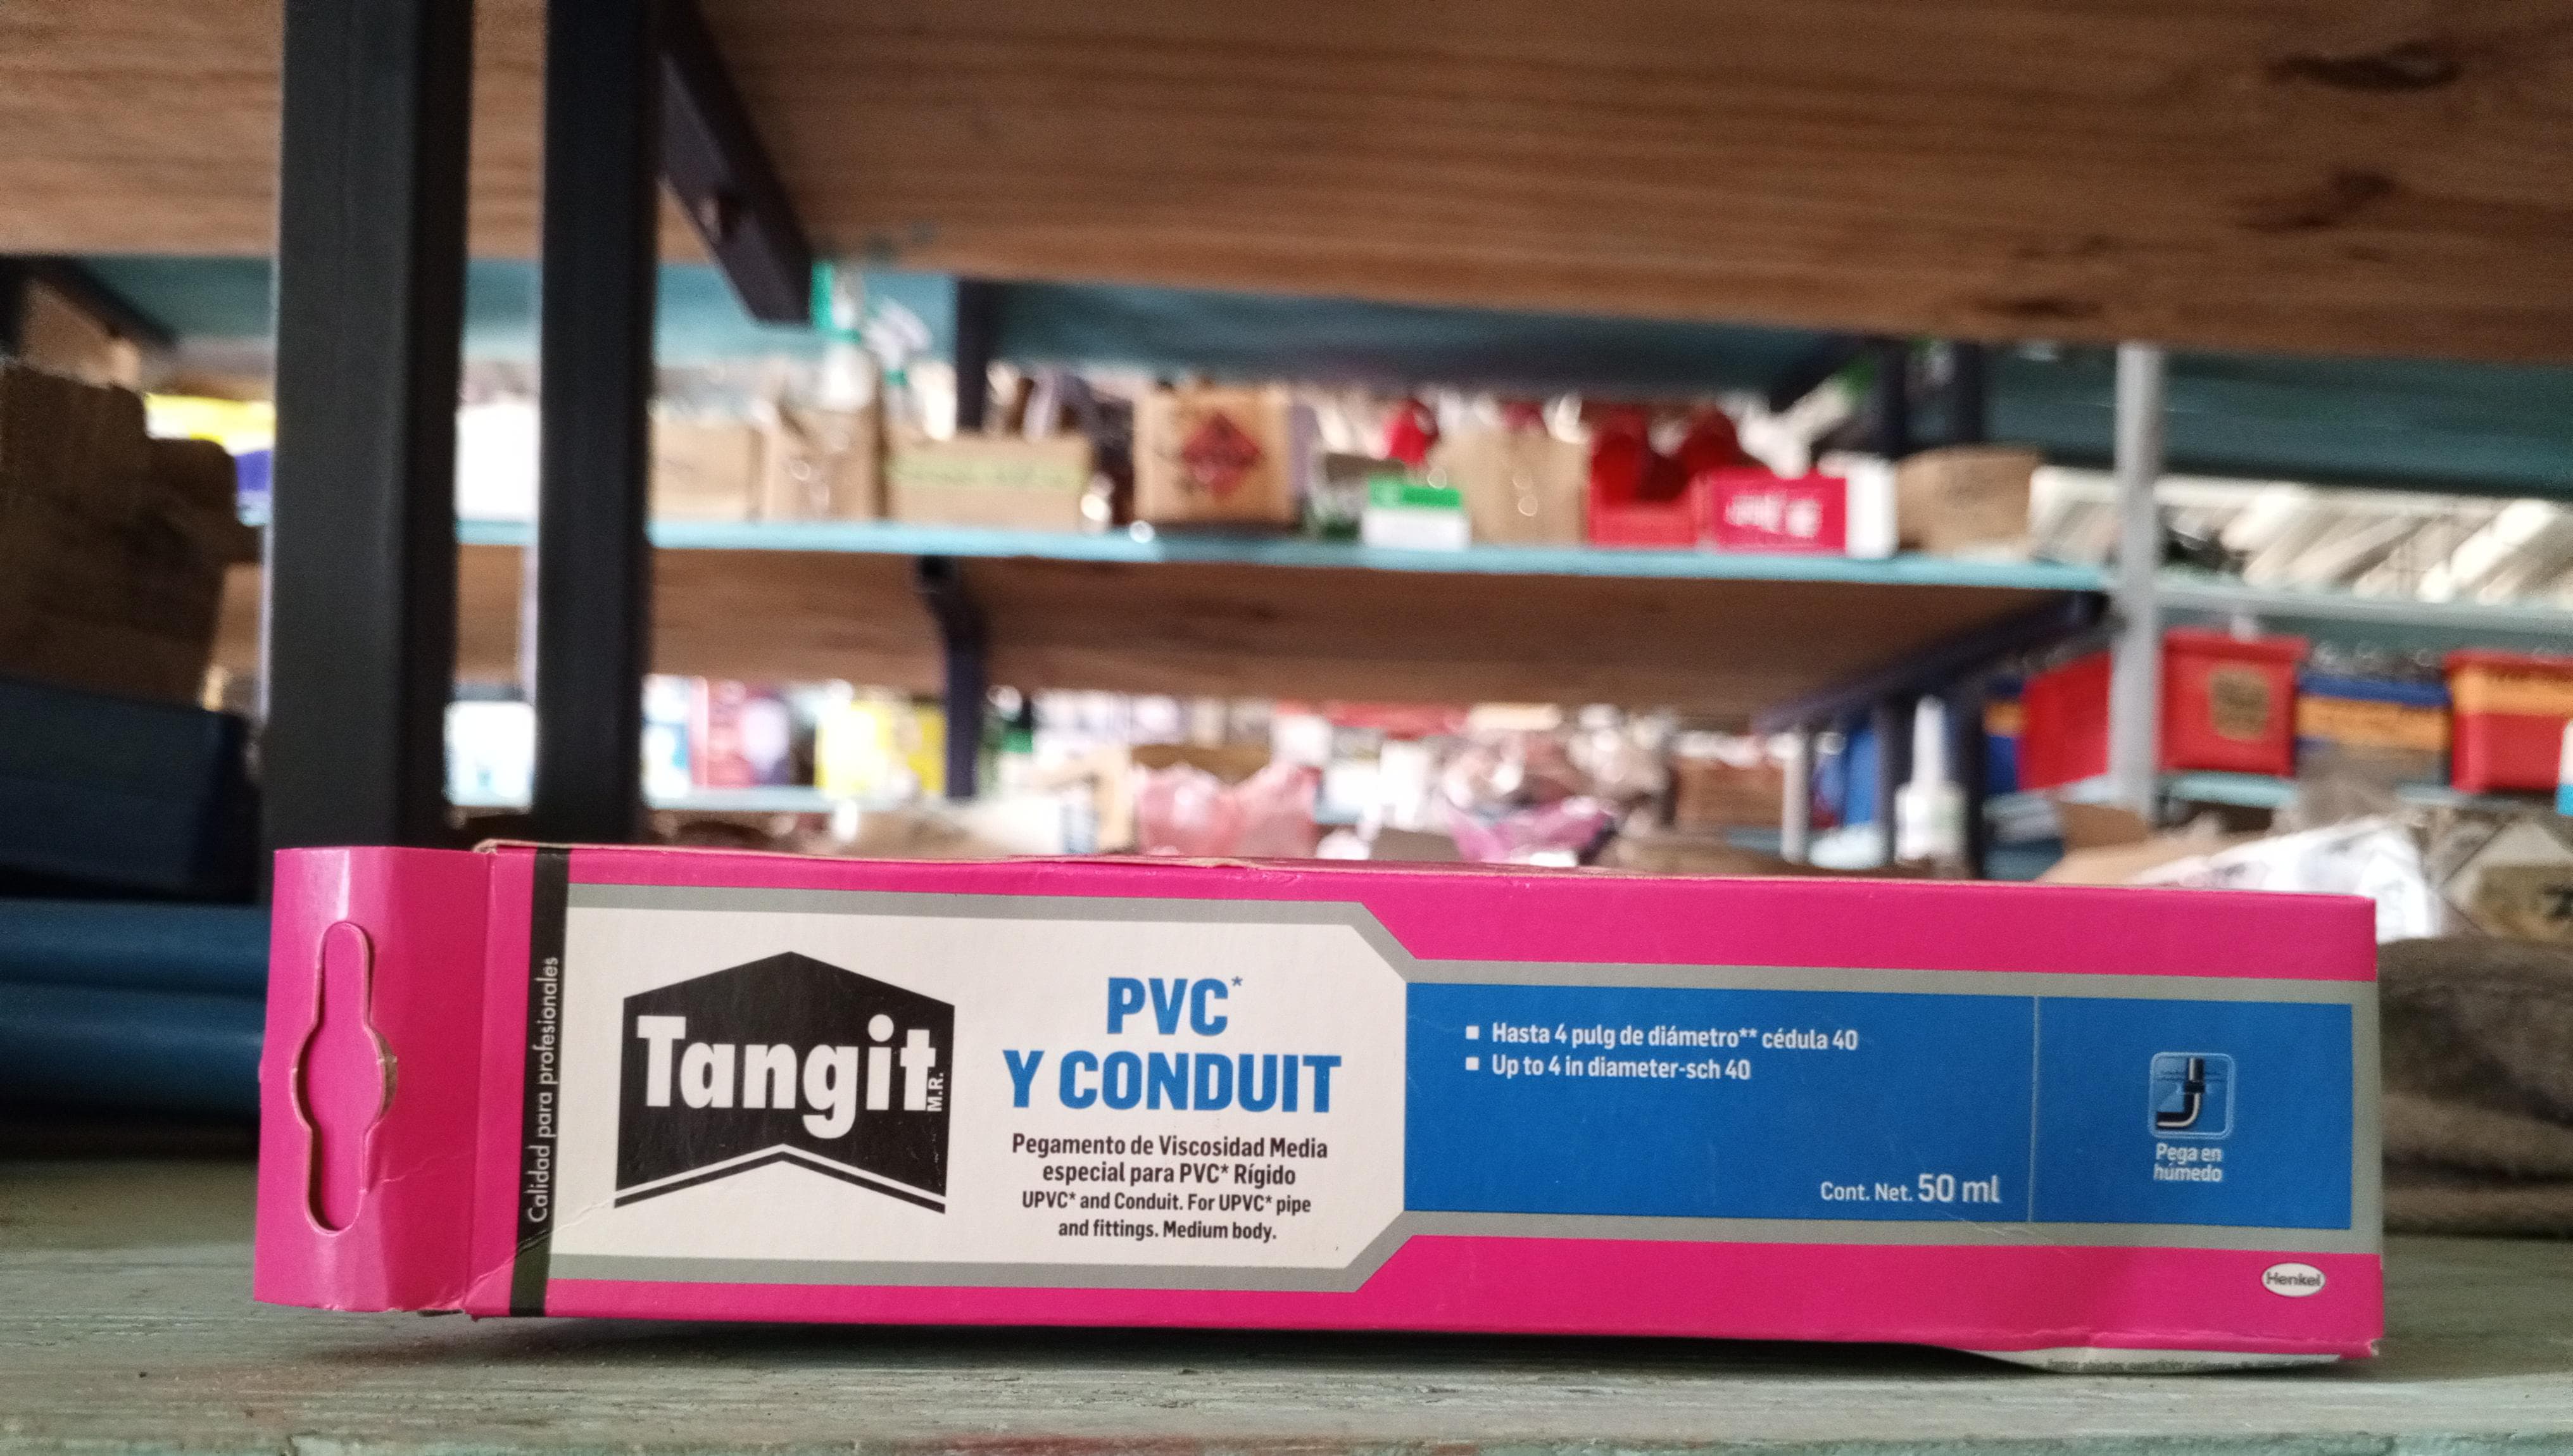 Calidad para profesionales
Tangit
M.R.
PVC*
Y CONDUIT
Pegamento de Viscosidad Media
especial para PVC* Rígido
UPVC* and Conduit. For UPVC* pipe
and fittings. Medium body.
▪ Hasta 4 pulg de diámetro** cédula 40
▪ Up to 4 in diameter-sch 40
Cont. Net. 50 ml
Pega en
húmedo
Henkel